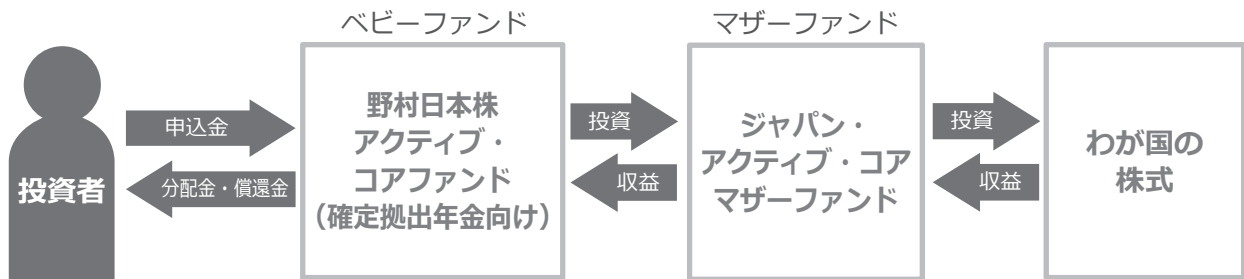 ベビーファンド
マザーファンド
投資者
申込金
分配金・償還金
野村日本株
アクティブ・
コアファンド
（確定拠出年金向け）
投資
収益
ジャパン・
アクティブ・コア
マザーファンド
投資
収益
わが国の
株式